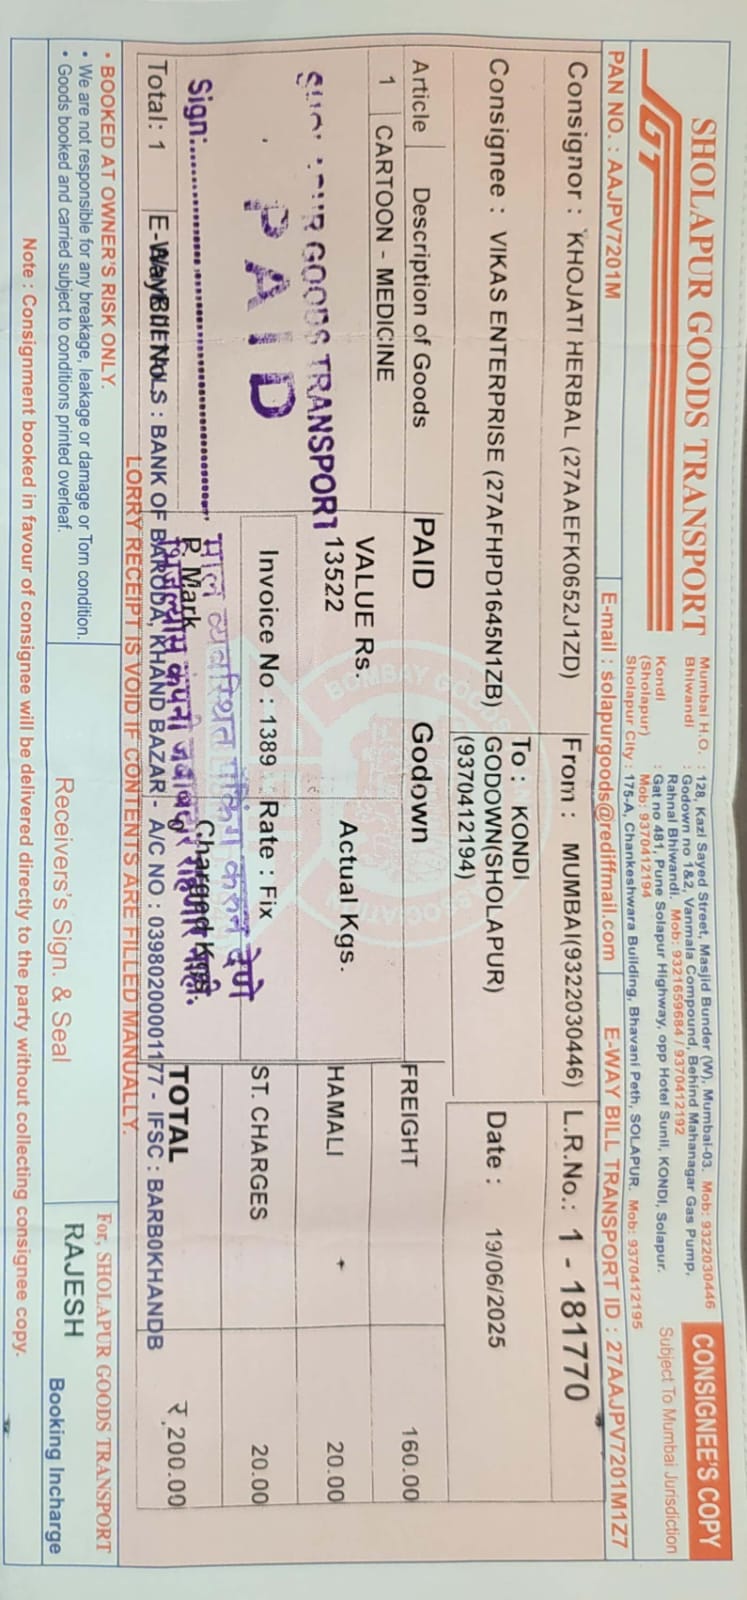 SHOLAPUR GOODS TRANSPORT
SGT
Mumbai H.O. : 128, Kazi Sayed Street, Masjid Bunder (W), Mumbai-03. Mob: 9322030446
Bhiwandi : Godown no 1&2, Vanmala Compound, Behind Mahanagar Gas Pump,
Rahnal Bhiwandi. Mob: 9321659684 / 9370412192
Kondi : Gat no 481, Pune Solapur Highway, opp Hotel Sunil, KONDI, Solapur.
(Sholapur) Mob: 9370412194
Sholapur City : 175-A, Chankeshwara Building, Bhavani Peth, SOLAPUR. Mob: 9370412195
CONSIGNEE'S COPY
Subject To Mumbai Jurisdiction
PAN NO. : AAJPV7201M E-mail : solapurgoods@rediffmail.com E-WAY BILL TRANSPORT ID : 27AAJPV7201M1Z7
Consignor : KHOJATI HERBAL (27AAEFK0652J1ZD) From : MUMBAI(9322030446) L.R.No.: 1 - 181770
Consignee : VIKAS ENTERPRISE (27AFHPD1645N1ZB) To : KONDI
GODOWN(SHOLAPUR)
(9370412194)
Date : 19/06/2025
Article Description of Goods PAID Godown FREIGHT 160.00
1 CARTOON - MEDICINE VALUE Rs. Actual Kgs.
13522 HAMALI 20.00
GOODS TRANSPORT
PAID
Sign:
Invoice No : 1389 Rate : Fix ST. CHARGES 20.00
माल व्यवस्थित पॅकिंग करुन देणे
P. Mark Charged Kgs.
Total: 1 E-Way Bill No : BANK OF BARODA, KHAND BAZAR - A/C NO : 03980200001177 - IFSC : BARB0KHANDB
TOTAL ₹ 200.00
LORRY RECEIPT IS VOID IF CONTENTS ARE FILLED MANUALLY.
BOMBAY GOODS ASSOCIATION
• BOOKED AT OWNER'S RISK ONLY.
• We are not responsible for any breakage, leakage or damage or Torn condition.
• Goods booked and carried subject to conditions printed overleaf.
Receivers's Sign. & Seal
For, SHOLAPUR GOODS TRANSPORT
RAJESH
Booking Incharge
Note : Consignment booked in favour of consignee will be delivered directly to the party without collecting consignee copy.